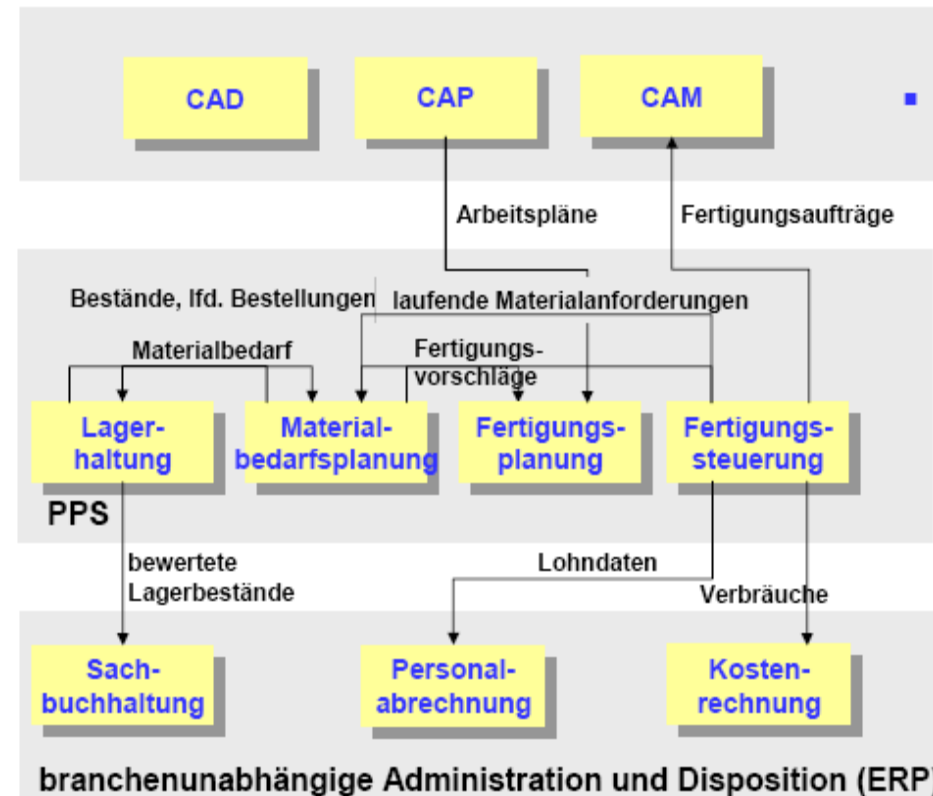 CAD
CAP
CAM
Arbeitspläne
Fertigungsaufträge
Bestände, lfd. Bestellungen
laufende Materialanforderungen
Materialbedarf
Fertigungs-
vorschläge
Lager-
haltung
Material-
bedarfsplanung
Fertigungs-
planung
Fertigungs-
steuerung
PPS
bewertete
Lagerbestände
Lohndaten
Verbräuche
Sach-
buchhaltung
Personal-
abrechnung
Kosten-
rechnung
branchenunabhängige Administration und Disposition (ERP)